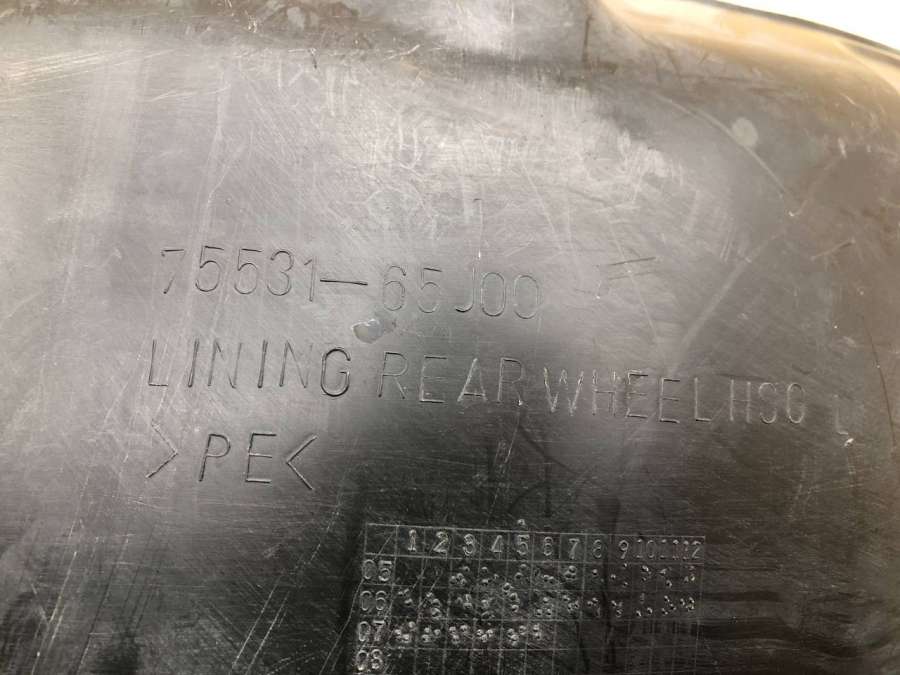 75531-65J00
LINING REAR WHEEL HSG L
>PE<
1 2 3 4 5 6 7 8 9 10 11 12
05
06
07
08